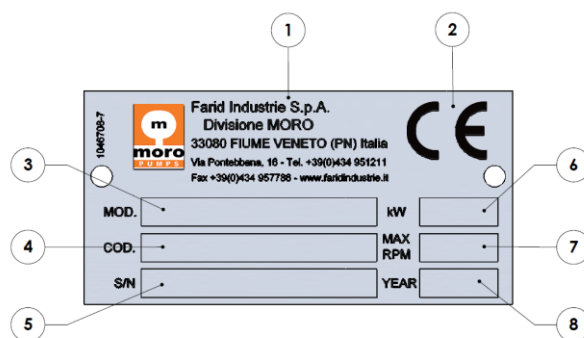 1
2
1046708-7
m
moro
PUMPS
Farid Industrie S.p.A.
Divisione MORO
33080 FIUME VENETO (PN) Italia
Via Pontebbana, 16 - Tel. +39(0)434 951211
Fax +39(0)434 957786 - www.faridindustrie.it
CE
3
MOD.
kW
6
4
COD.
MAX
RPM
7
S/N
YEAR
5
8